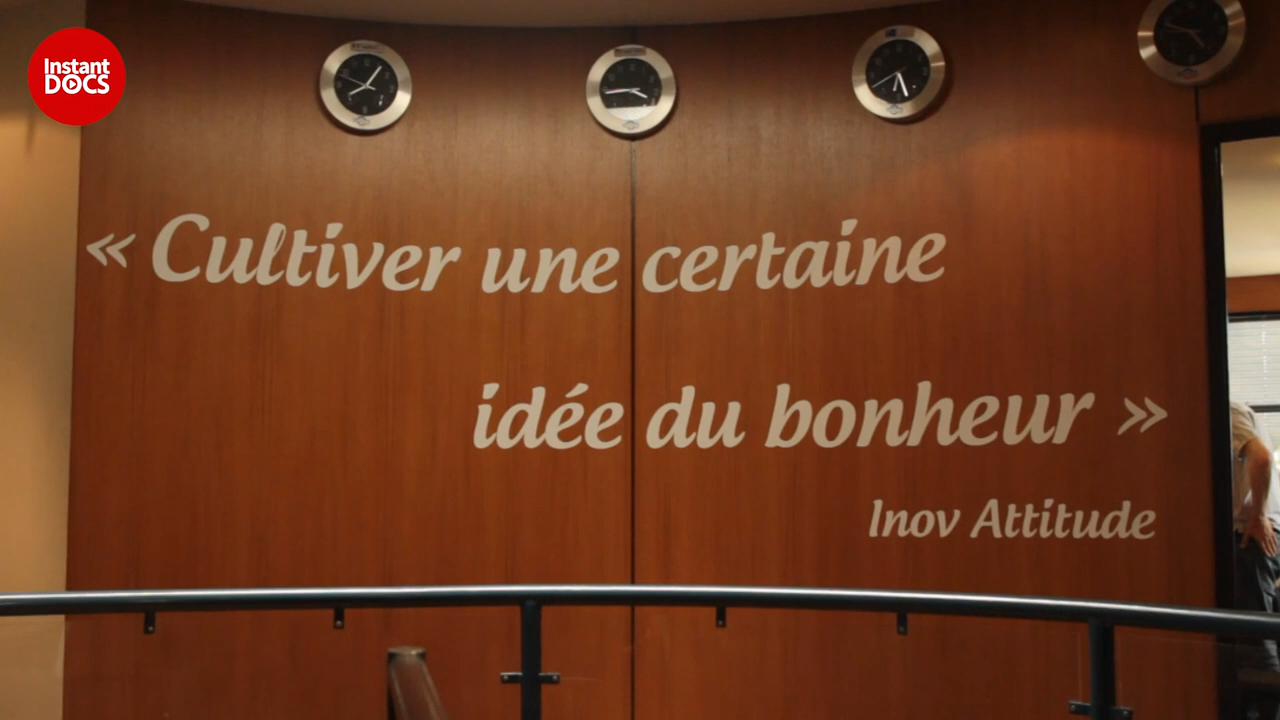 Instant
DOCS
« Cultiver une certaine
idée du bonheur »
Inov Attitude